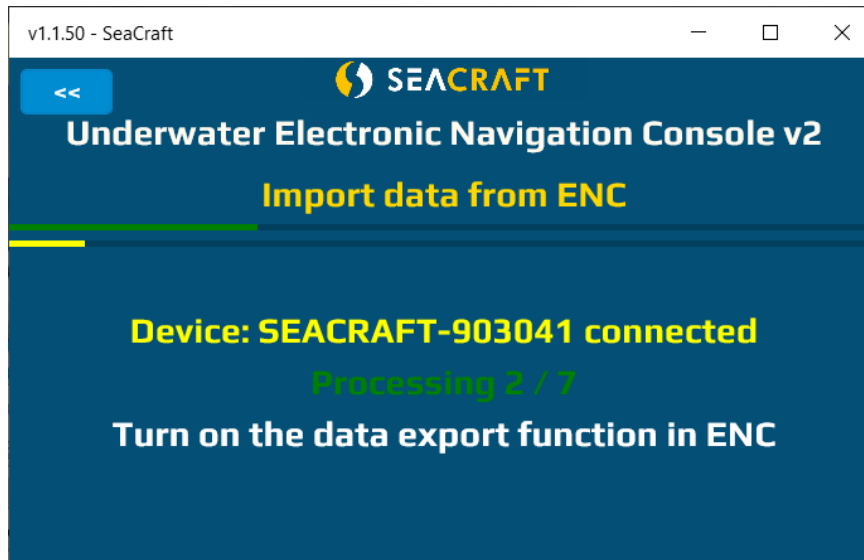 v1.1.50 - SeaCraft
<<
SEACRAFT
Underwater Electronic Navigation Console v2
Import data from ENC
Device: SEACRAFT-903041 connected
Processing 2 / 7
Turn on the data export function in ENC